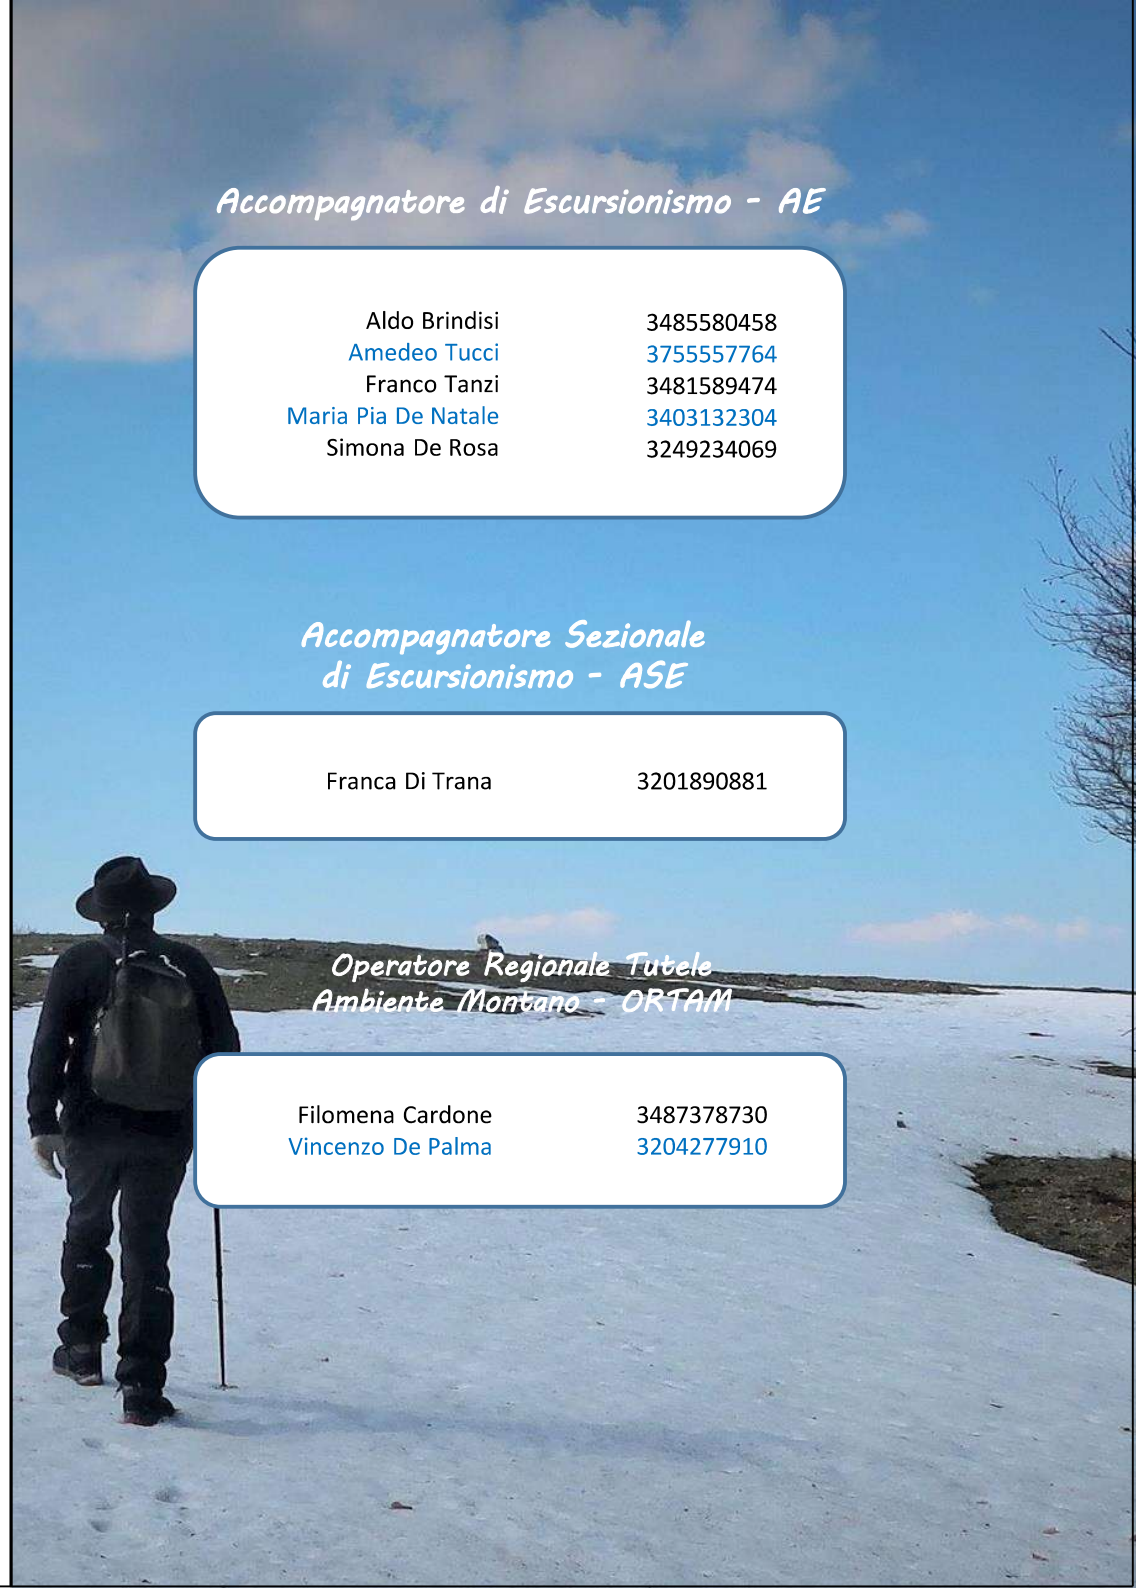 Accompagnatore di Escursionismo - AE
Aldo Brindisi 3485580458
Amedeo Tucci 3755557764
Franco Tanzi 3481589474
Maria Pia De Natale 3403132304
Simona De Rosa 3249234069
Accompagnatore Sezionale
di Escursionismo - ASE
Franca Di Trana 3201890881
Operatore Regionale Tutele
Ambiente Montano - ORTAM
Filomena Cardone 3487378730
Vincenzo De Palma 3204277910